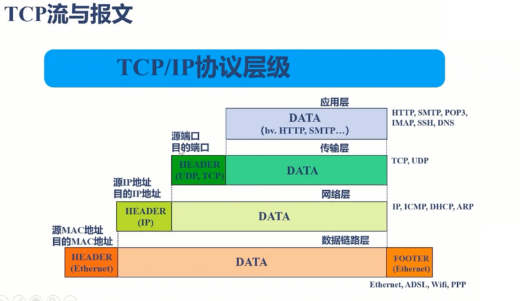 TCP流与报文
TCP/IP协议层级
应用层
DATA
(bv. HTTP, SMTP…)
HTTP, SMTP, POP3,
IMAP, SSH, DNS
源端口
目的端口
传输层
HEADER
(UDP, TCP)
DATA
TCP, UDP
源IP地址
目的IP地址
网络层
HEADER
(IP)
DATA
IP, ICMP, DHCP, ARP
源MAC地址
目的MAC地址
数据链路层
HEADER
(Ethernet)
DATA
FOOTER
(Ethernet)
Ethernet, ADSL, Wifi, PPP